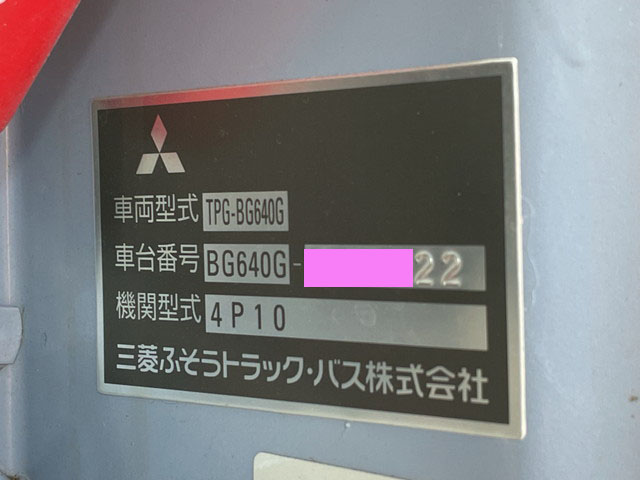 車両型式 TPG-BG640G
車台番号 BG640G- 22
機関型式 4P10
三菱ふそうトラック・バス株式会社